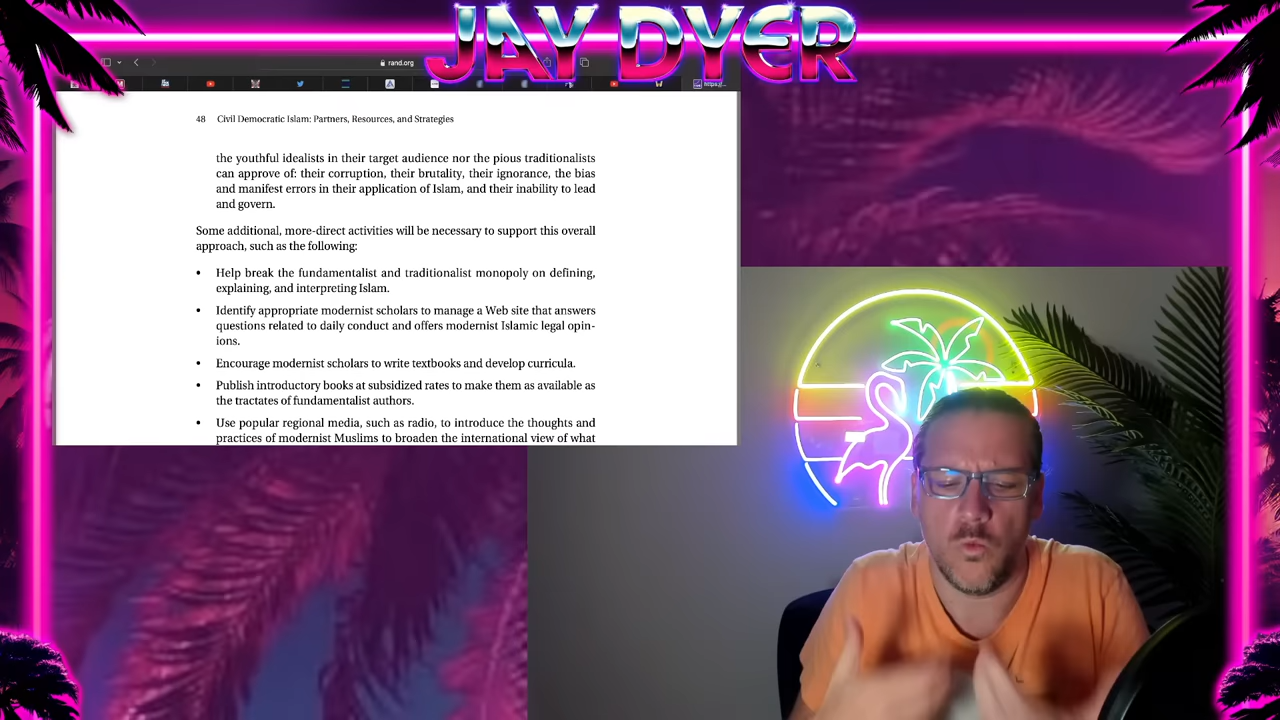 JAY DYER
rand.org
https://...
48 Civil Democratic Islam: Partners, Resources, and Strategies
the youthful idealists in their target audience nor the pious traditionalists
can approve of: their corruption, their brutality, their ignorance, the bias
and manifest errors in their application of Islam, and their inability to lead
and govern.
Some additional, more-direct activities will be necessary to support this overall
approach, such as the following:
• Help break the fundamentalist and traditionalist monopoly on defining,
explaining, and interpreting Islam.
• Identify appropriate modernist scholars to manage a Web site that answers
questions related to daily conduct and offers modernist Islamic legal opin-
ions.
• Encourage modernist scholars to write textbooks and develop curricula.
• Publish introductory books at subsidized rates to make them as available as
the tractates of fundamentalist authors.
• Use popular regional media, such as radio, to introduce the thoughts and
practices of modernist Muslims to broaden the international view of what